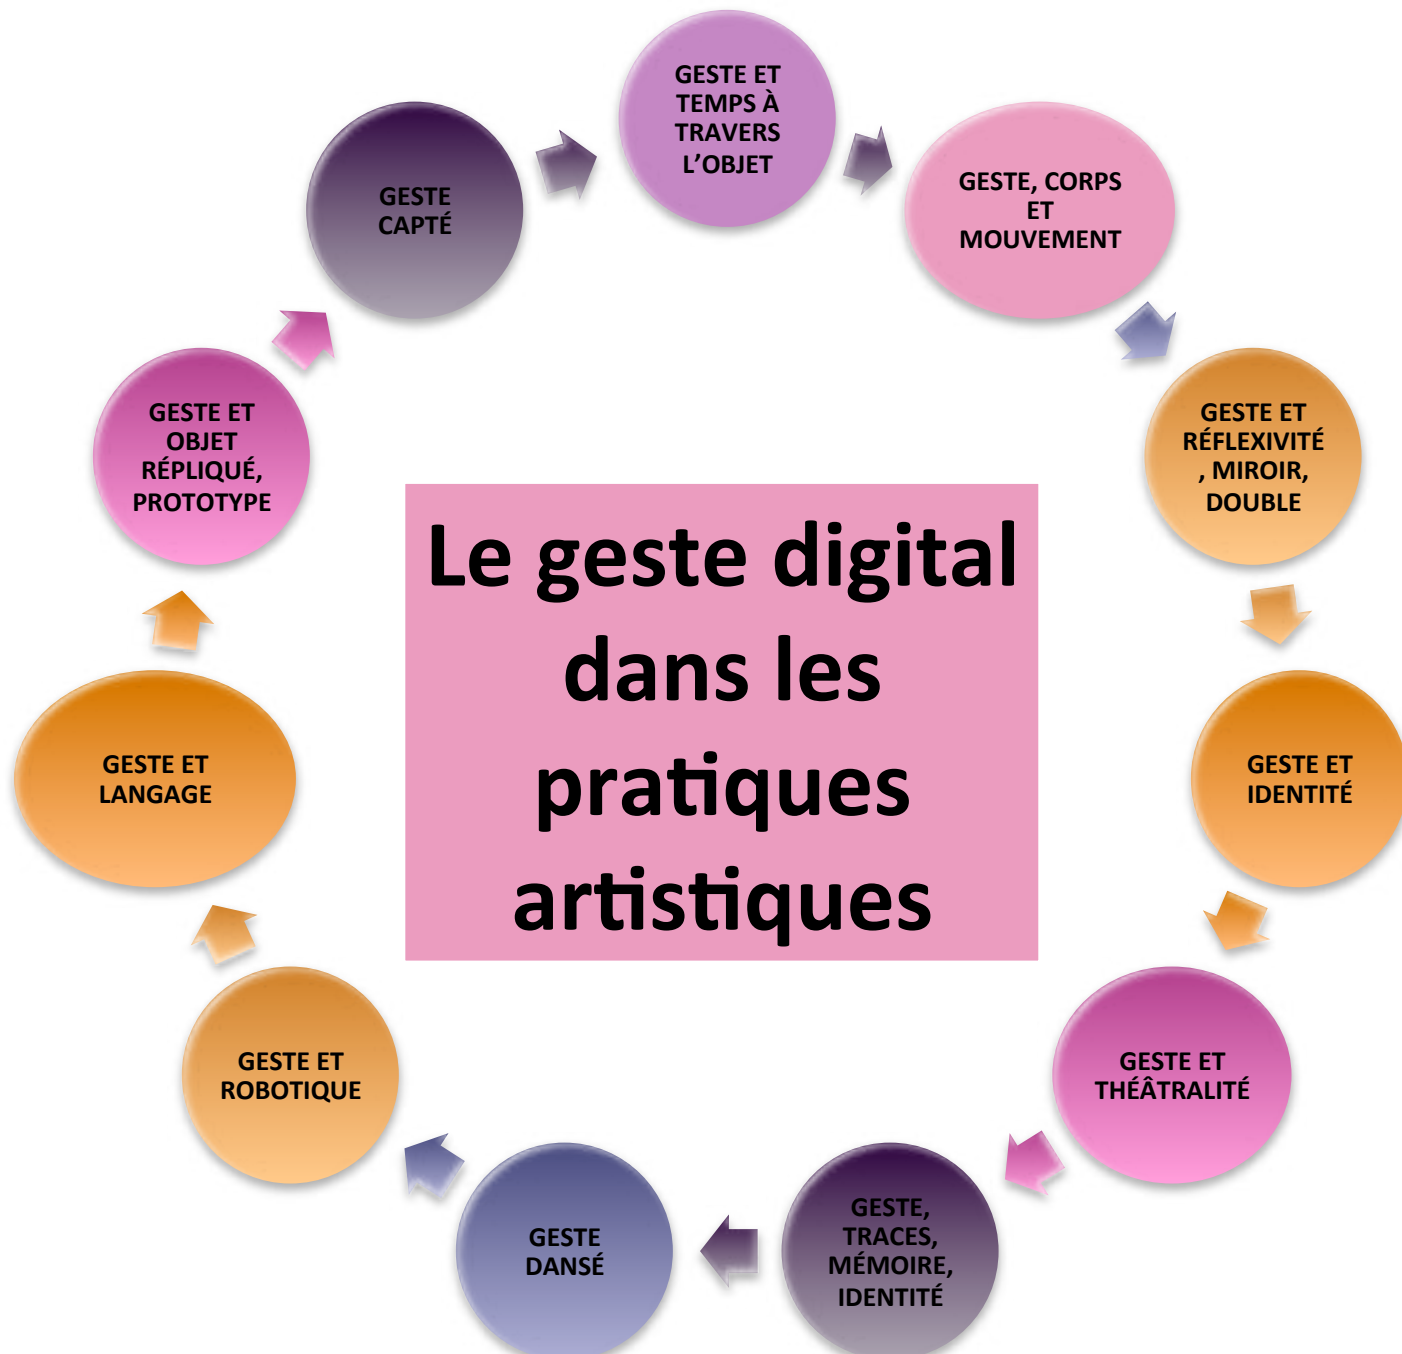 GESTE ET
TEMPS À
TRAVERS
L’OBJET
GESTE, CORPS
ET
MOUVEMENT
GESTE ET
RÉFLEXIVITÉ
, MIROIR,
DOUBLE
GESTE ET
IDENTITÉ
GESTE ET
THÉÂTRALITÉ
GESTE,
TRACES,
MÉMOIRE,
IDENTITÉ
GESTE
DANSÉ
GESTE ET
ROBOTIQUE
GESTE ET
LANGAGE
GESTE ET
OBJET
RÉPLIQUÉ,
PROTOTYPE
GESTE
CAPTÉ
Le geste digital
dans les
pratiques
artistiques